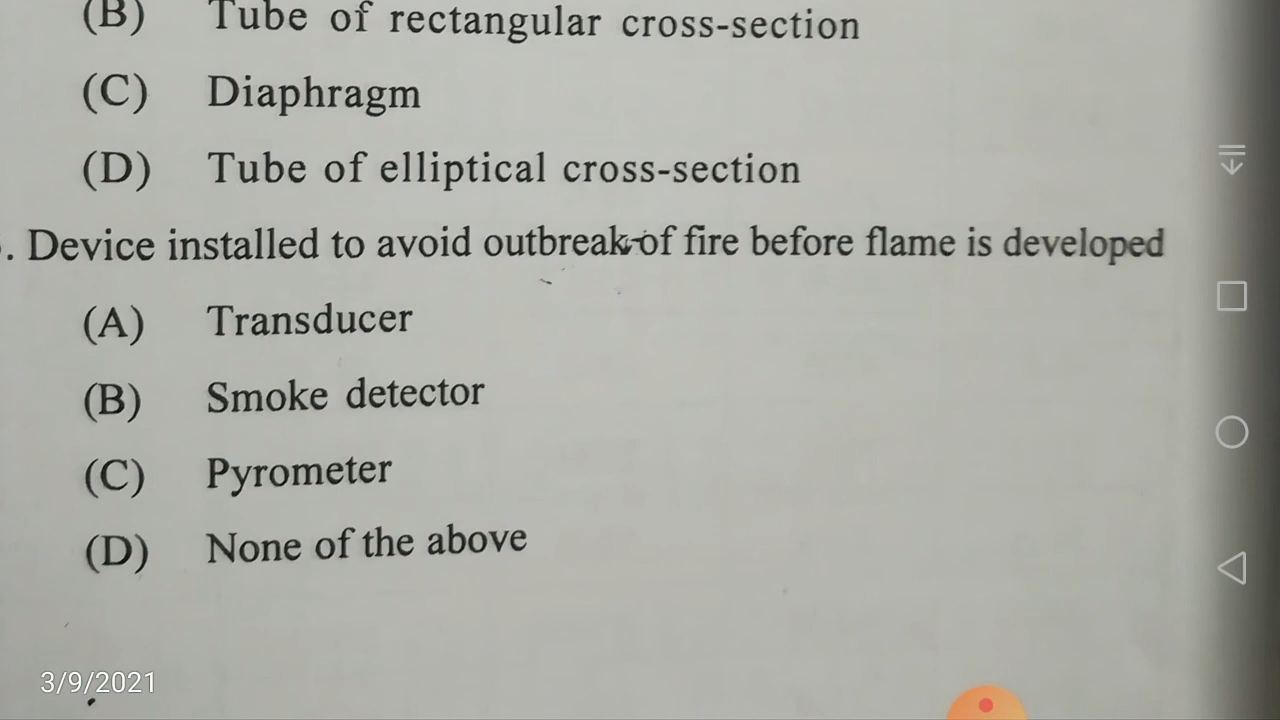 (B) Tube of rectangular cross-section
(C) Diaphragm
(D) Tube of elliptical cross-section
. Device installed to avoid outbreak of fire before flame is developed
(A) Transducer
(B) Smoke detector
(C) Pyrometer
(D) None of the above
3/9/2021